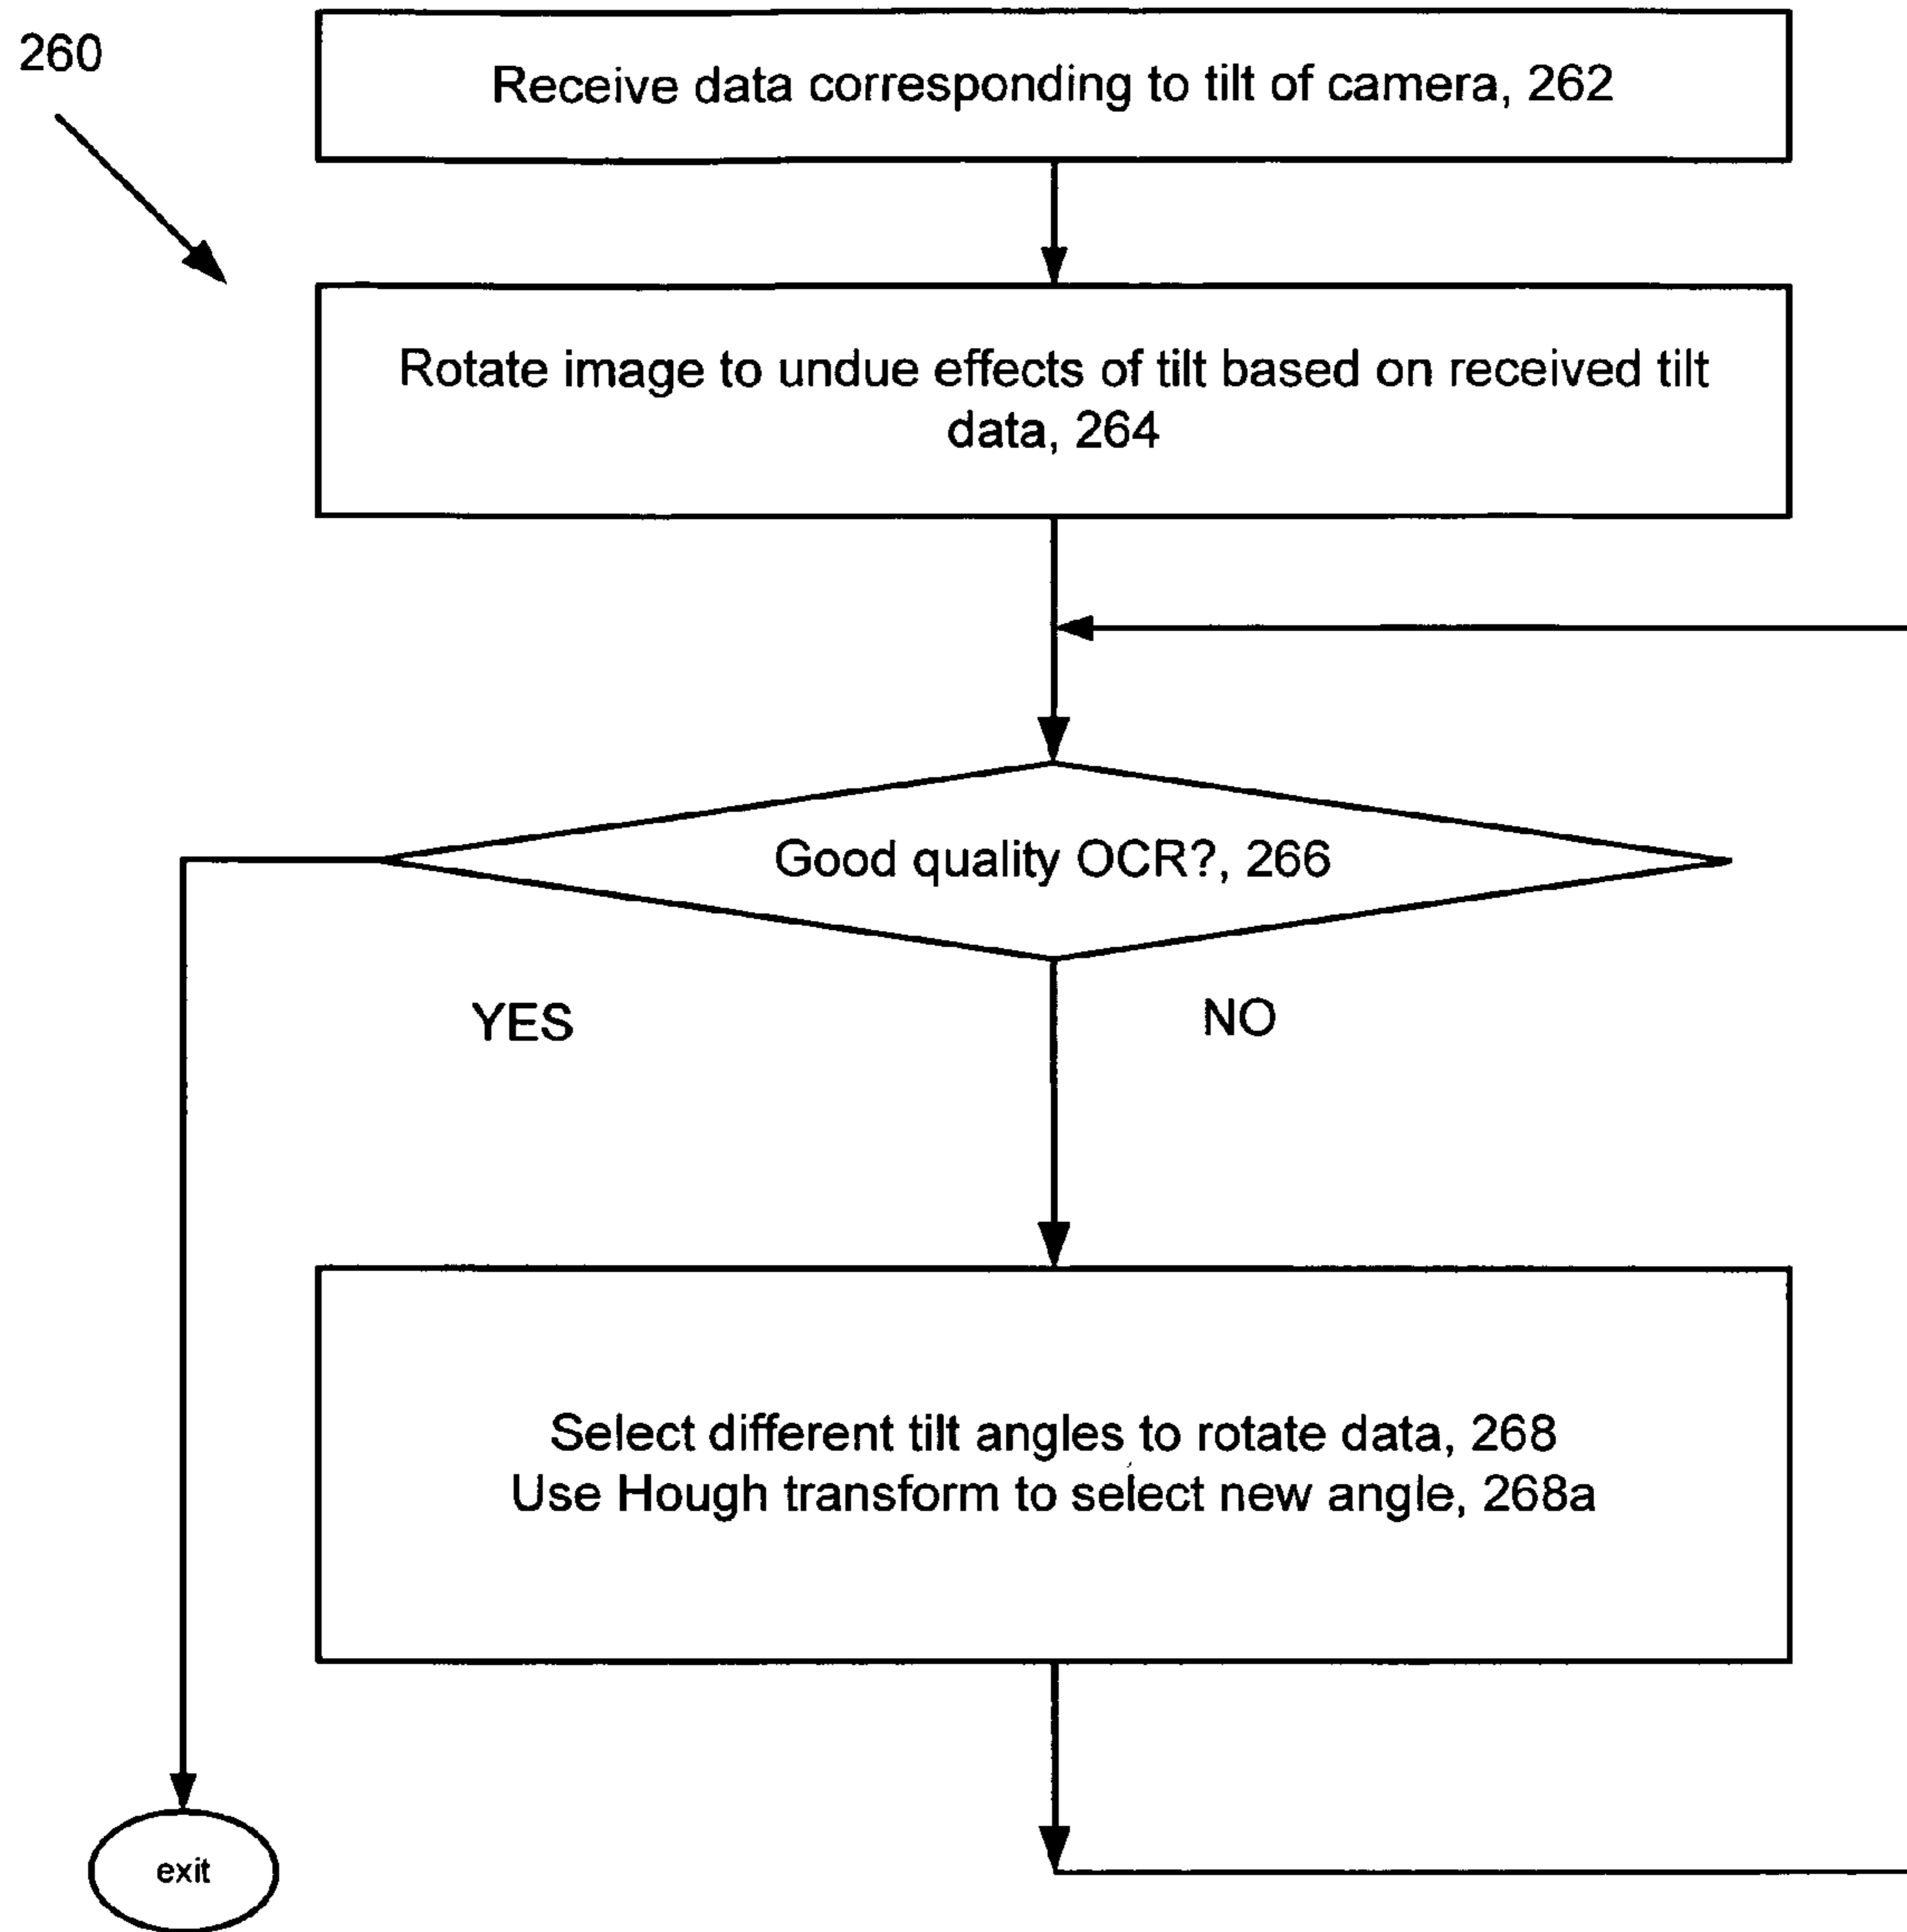 260
Receive data corresponding to tilt of camera, 262
Rotate image to undue effects of tilt based on received tilt
data, 264
Good quality OCR?, 266
YES
NO
Select different tilt angles to rotate data, 268
Use Hough transform to select new angle, 268a
exit